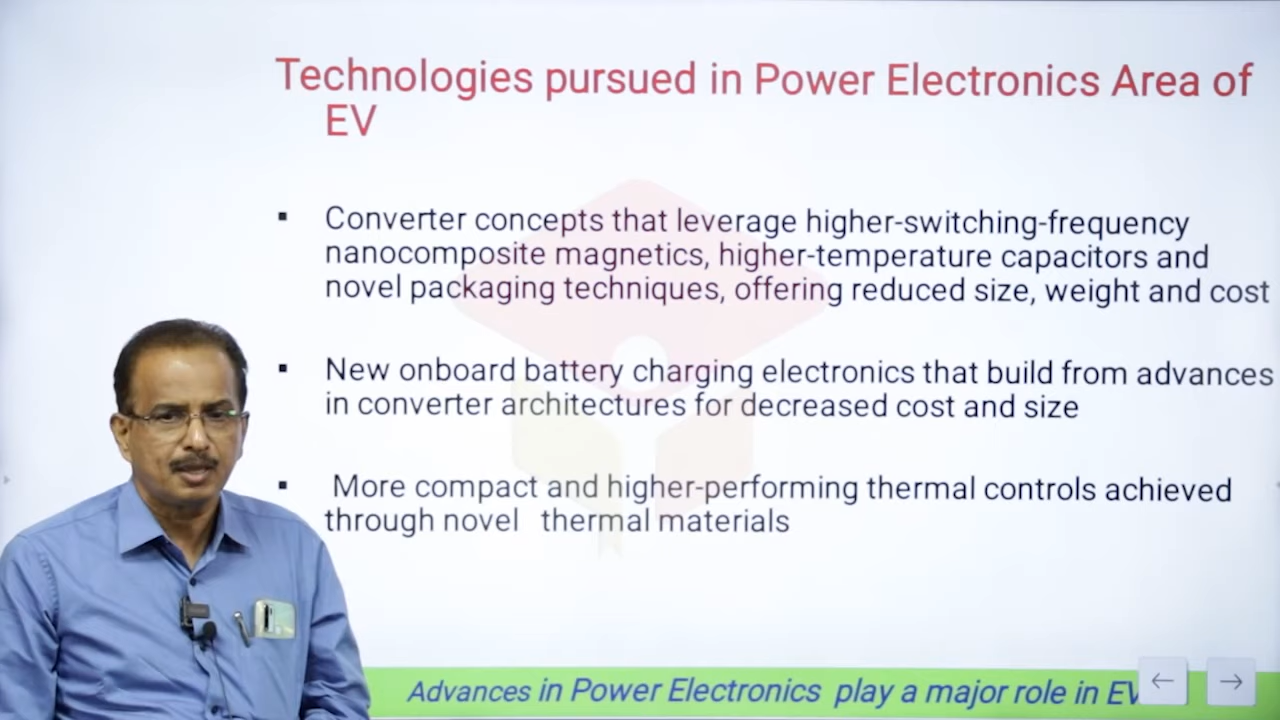 Technologies pursued in Power Electronics Area of
EV
▪ Converter concepts that leverage higher-switching-frequency
nanocomposite magnetics, higher-temperature capacitors and
novel packaging techniques, offering reduced size, weight and cost
▪ New onboard battery charging electronics that build from advances
in converter architectures for decreased cost and size
▪ More compact and higher-performing thermal controls achieved
through novel thermal materials
Advances in Power Electronics play a major role in EV